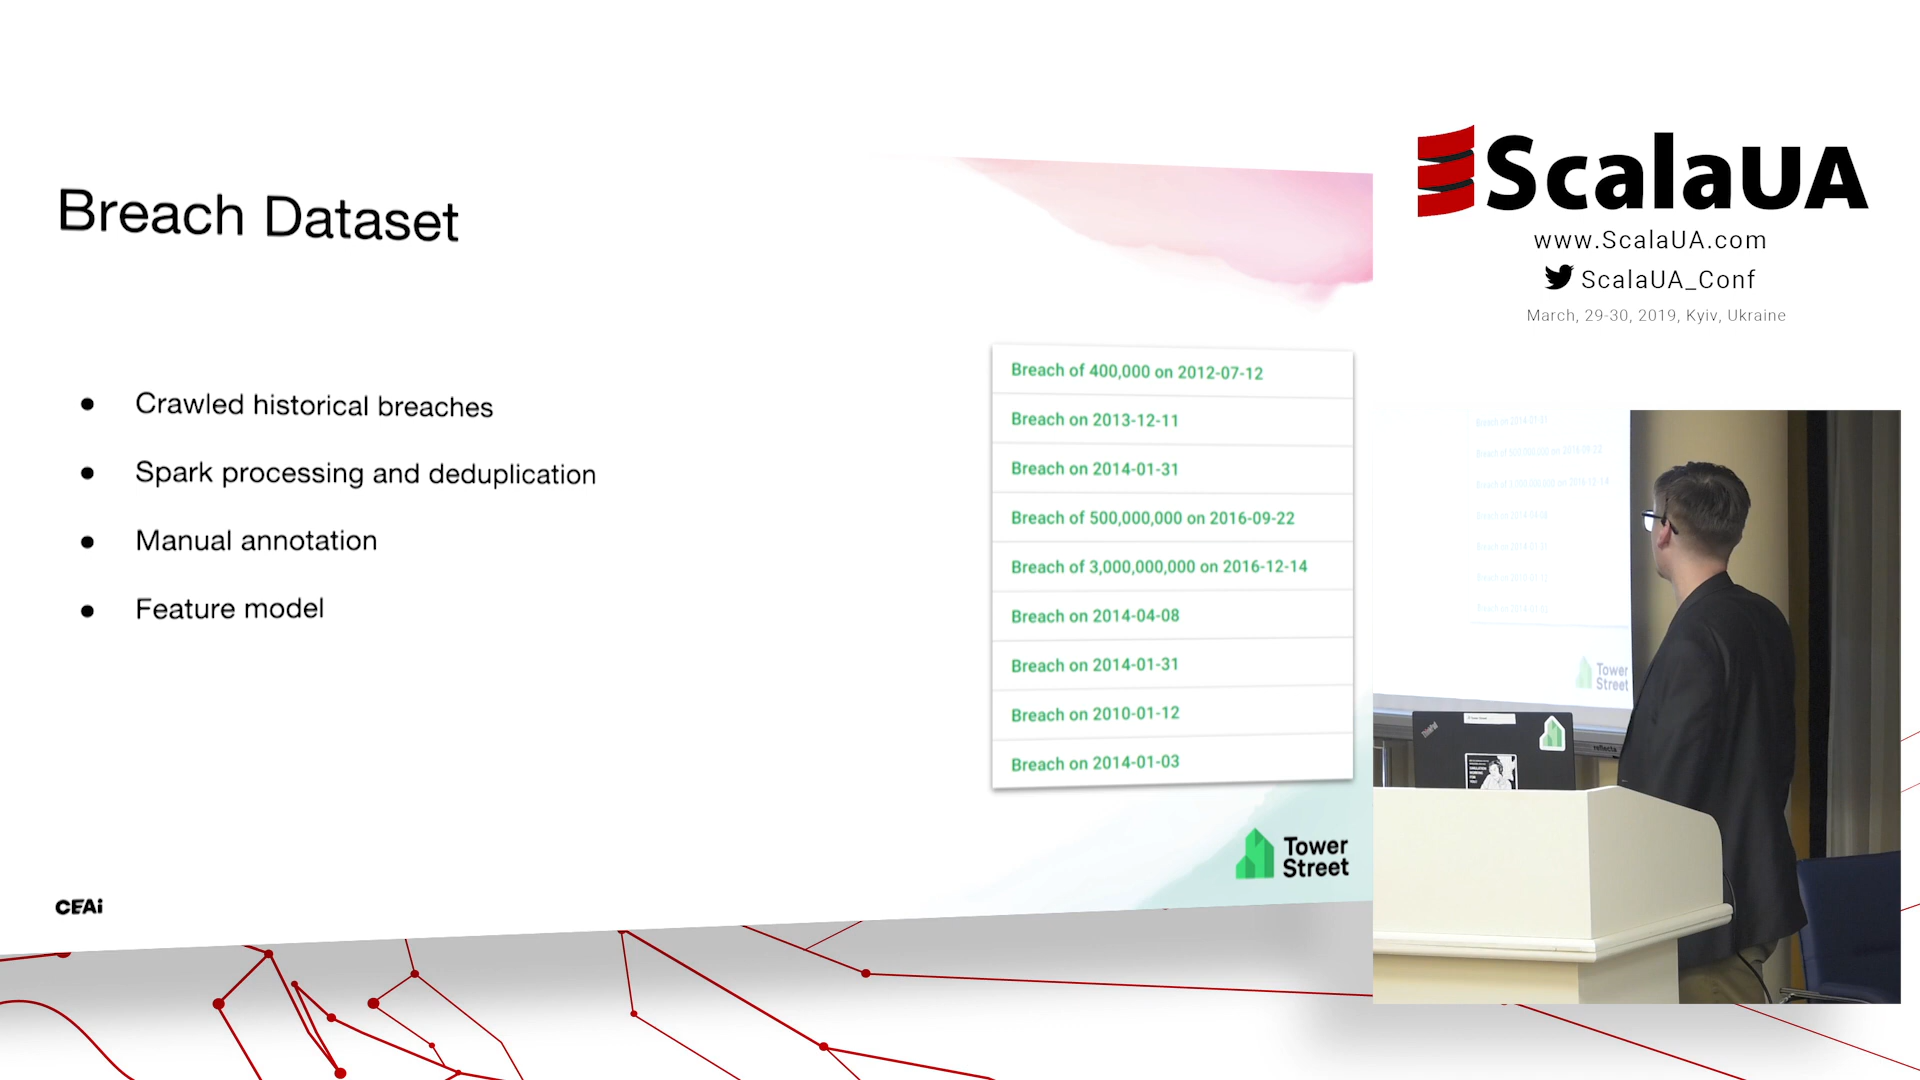 Breach Dataset
Crawled historical breaches
Spark processing and deduplication
Manual annotation
Feature model
Breach of 400,000 on 2012-07-12
Breach on 2013-12-11
Breach on 2014-01-31
Breach of 500,000,000 on 2016-09-22
Breach of 3,000,000,000 on 2016-12-14
Breach on 2014-04-08
Breach on 2014-01-31
Breach on 2010-01-12
Breach on 2014-01-03
Tower
Street
CEAi
ScalaUA
www.ScalaUA.com
ScalaUA_Conf
March, 29-30, 2019, Kyiv, Ukraine
Tower
Street
ThinkPad
reflecta